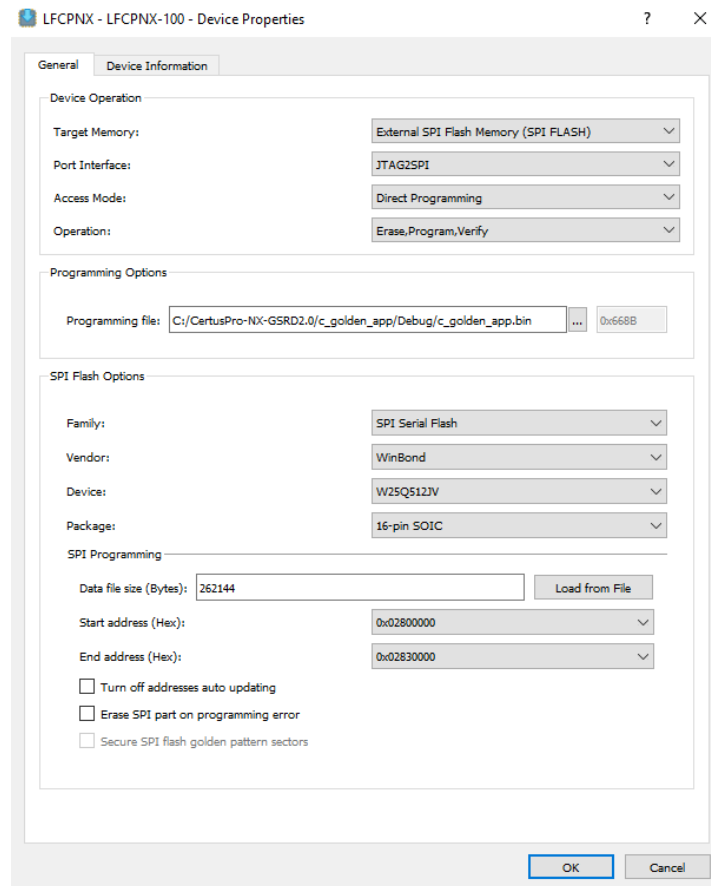 LFCPNX - LFCPNX-100 - Device Properties ? ×
General Device Information
Device Operation
Target Memory: External SPI Flash Memory (SPI FLASH)
Port Interface: JTAG2SPI
Access Mode: Direct Programming
Operation: Erase,Program,Verify
Programming Options
Programming file: C:/CertusPro-NX-GSRD2.0/c_golden_app/Debug/c_golden_app.bin ... 0x668B
SPI Flash Options
Family: SPI Serial Flash
Vendor: WinBond
Device: W25Q512JV
Package: 16-pin SOIC
SPI Programming
Data file size (Bytes): 262144 Load from File
Start address (Hex): 0x02800000
End address (Hex): 0x02830000
Turn off addresses auto updating
Erase SPI part on programming error
Secure SPI flash golden pattern sectors
OK Cancel